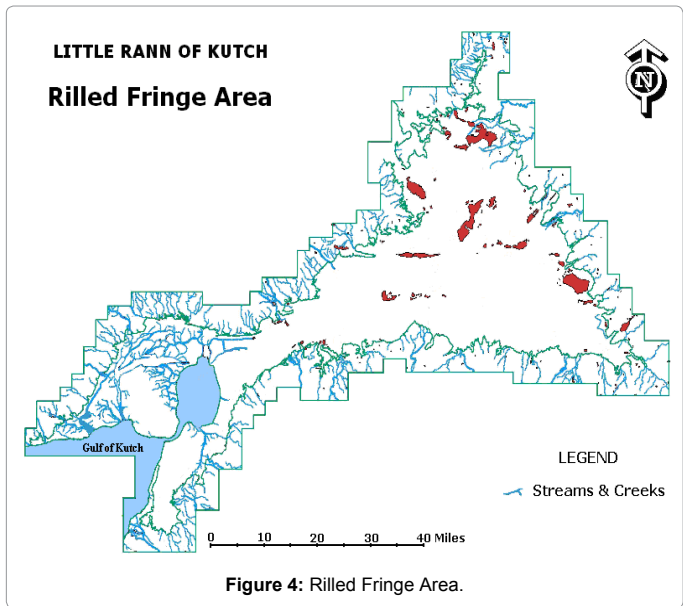 LITTLE RANN OF KUTCH
Rilled Fringe Area
N
Gulf of Kutch
LEGEND
Streams & Creeks
0 10 20 30 40 Miles
Figure 4: Rilled Fringe Area.